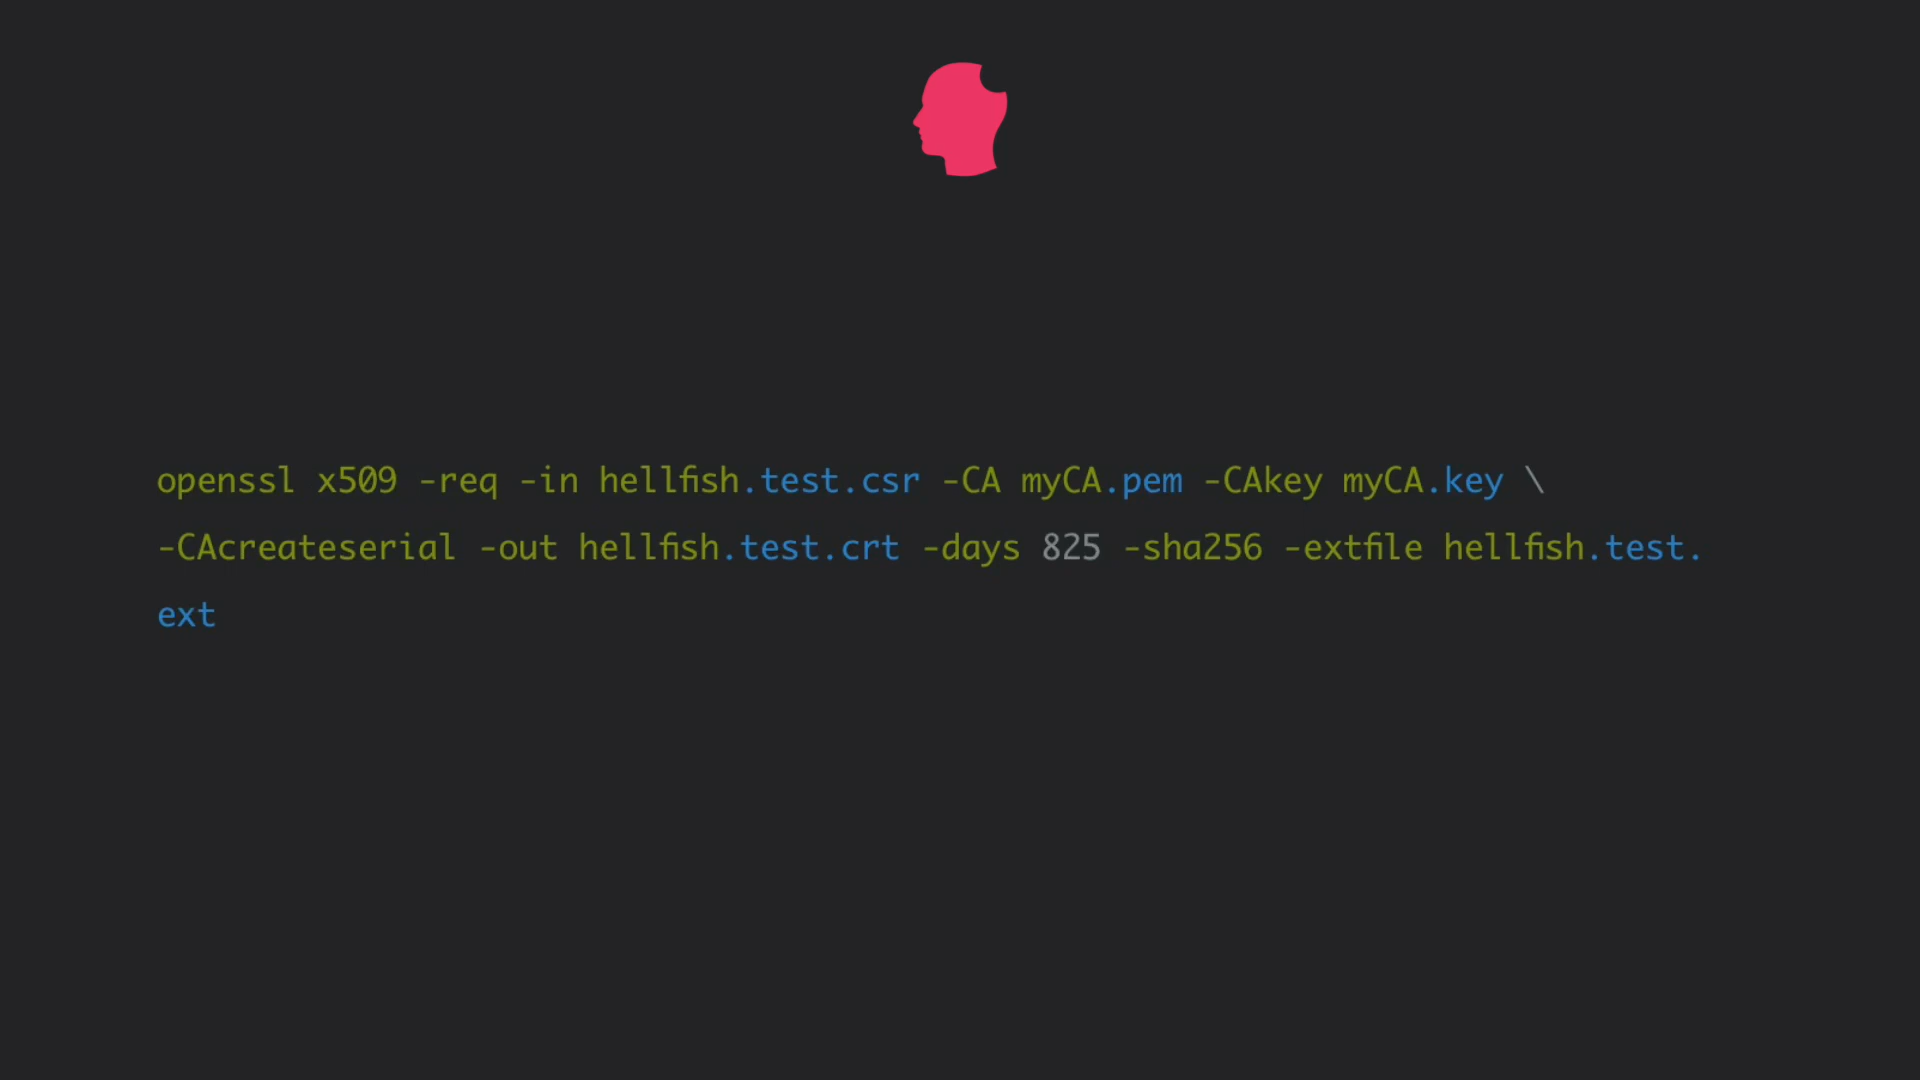 openssl x509 -req -in hellfish.test.csr -CA myCA.pem -CAkey myCA.key \
-CAcreateserial -out hellfish.test.crt -days 825 -sha256 -extfile hellfish.test.
ext